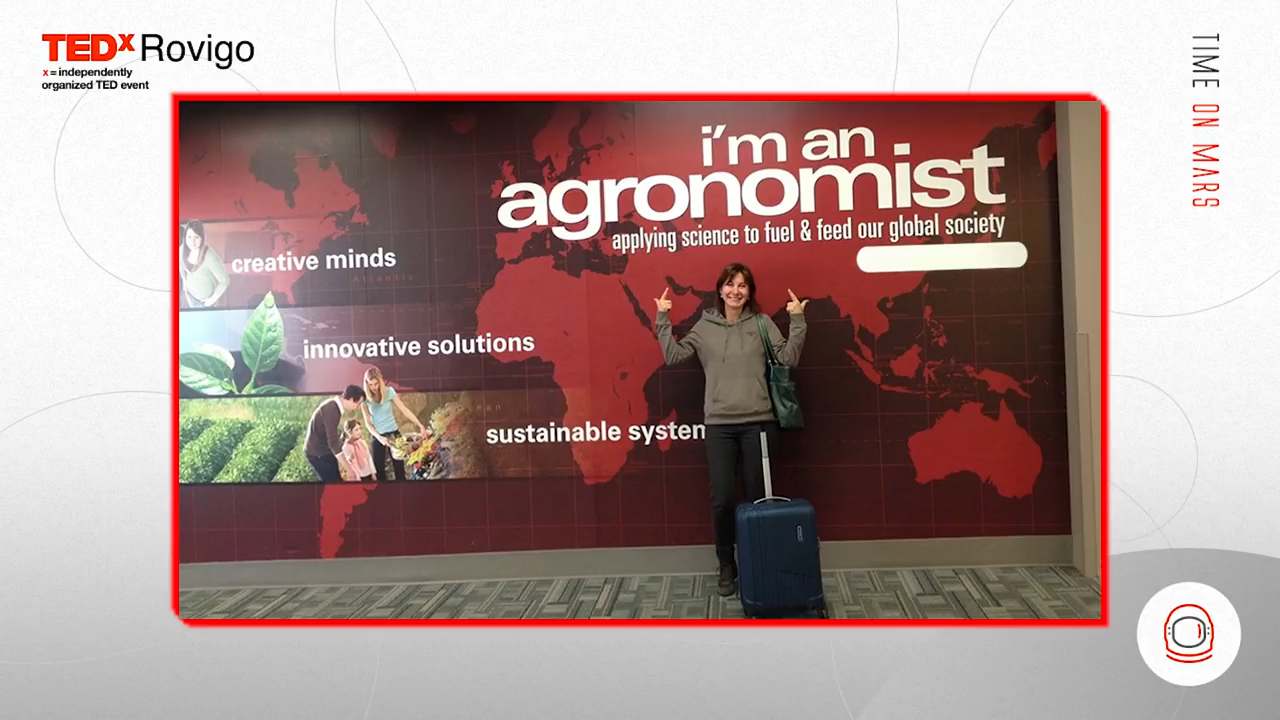 TEDx Rovigo
x = independently
organized TED event
TIME ON MARS
i'm an
agronomist
applying science to fuel & feed our global society
creative minds
Atlantic
innovative solutions
sustainable system